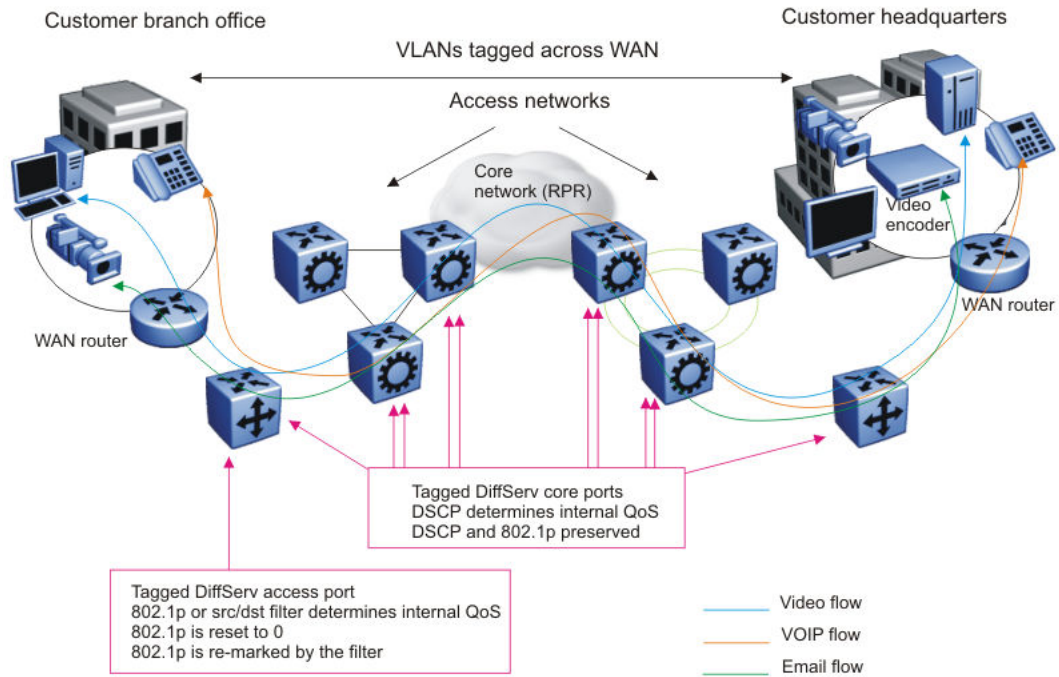 Customer branch office
Customer headquarters
VLANs tagged across WAN
Access networks
Core
network (RPR)
Video
encoder
WAN router
WAN router
Tagged DiffServ core ports
DSCP determines internal QoS
DSCP and 802.1p preserved
Tagged DiffServ access port
802.1p or src/dst filter determines internal QoS
802.1p is reset to 0
802.1p is re-marked by the filter
Video flow
VOIP flow
Email flow